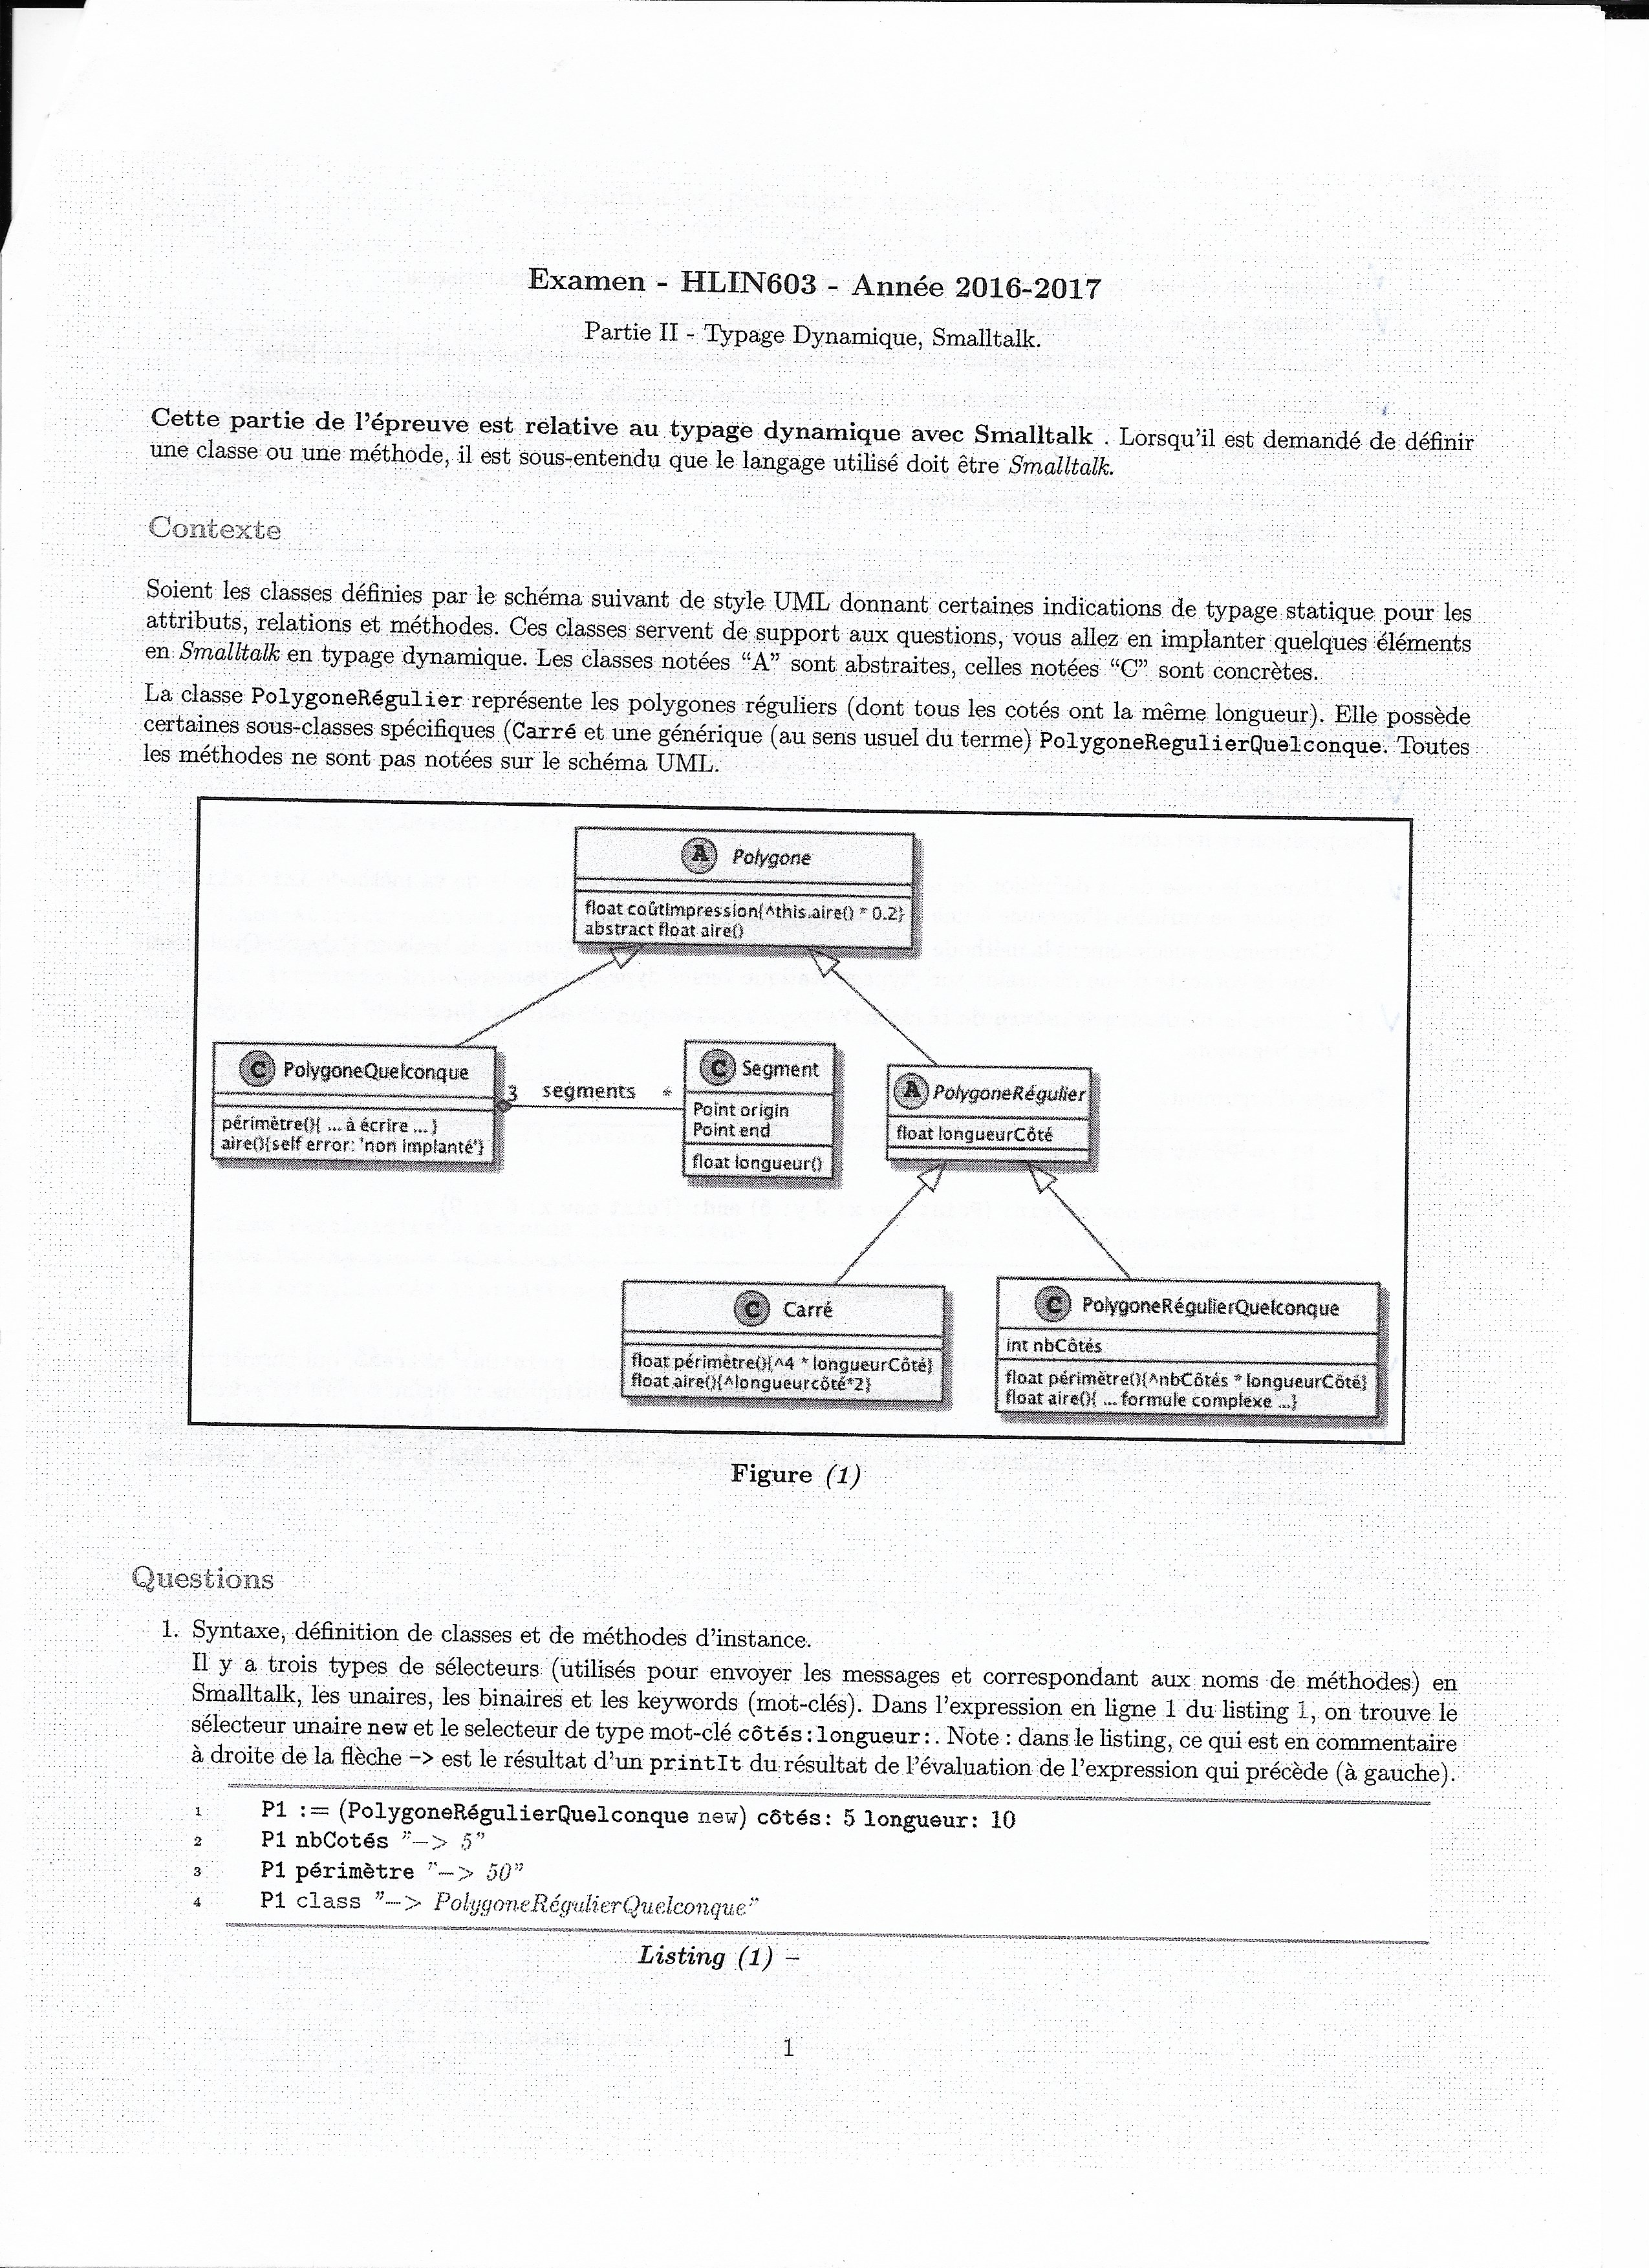 Examen - HLIN603 - Année 2016-2017
Partie II - Typage Dynamique, Smalltalk.
Cette partie de l'épreuve est relative au typage dynamique avec Smalltalk . Lorsqu'il est demandé de définir
une classe ou une méthode, il est sous-entendu que le langage utilisé doit être Smalltalk.
Contexte
Soient les classes définies par le schéma suivant de style UML donnant certaines indications de typage statique pour les
attributs, relations et méthodes. Ces classes servent de support aux questions, vous allez en implanter quelques éléments
en Smalltalk en typage dynamique. Les classes notées “A” sont abstraites, celles notées “C” sont concrètes.
La classe PolygoneRégulier représente les polygones réguliers (dont tous les cotés ont la même longueur). Elle possède
certaines sous-classes spécifiques (Carré et une générique (au sens usuel du terme) PolygoneRegulierQuelconque. Toutes
les méthodes ne sont pas notées sur le schéma UML.
A Polygone
float coûtImpression{^this.aire() * 0.2}
abstract float aire()
C PolygoneQuelconque
périmètre(){ ... à écrire ... }
aire(){self error: 'non implanté'}
3 segments *
C Segment
Point origin
Point end
float longueur()
A PolygoneRégulier
float longueurCôté
C Carré
float périmètre(){^4 * longueurCôté}
float aire(){^longueurcôté*2}
C PolygoneRégulierQuelconque
int nbCôtés
float périmètre(){^nbCôtés * longueurCôté}
float aire(){ ... formule complexe ...}
Figure (1)
Questions
1. Syntaxe, définition de classes et de méthodes d'instance.
Il y a trois types de sélecteurs (utilisés pour envoyer les messages et correspondant aux noms de méthodes) en
Smalltalk, les unaires, les binaires et les keywords (mot-clés). Dans l'expression en ligne 1 du listing 1, on trouve le
sélecteur unaire new et le selecteur de type mot-clé côtés:longueur:. Note : dans le listing, ce qui est en commentaire
à droite de la flèche -> est le résultat d'un printIt du résultat de l'évaluation de l'expression qui précède (à gauche).
1 P1 := (PolygoneRégulierQuelconque new) côtés: 5 longueur: 10
2 P1 nbCotés ”—> 5”
3 P1 périmètre ”—> 50”
4 P1 class ”—> PolygoneRégulierQuelconque”
Listing (1) –
1